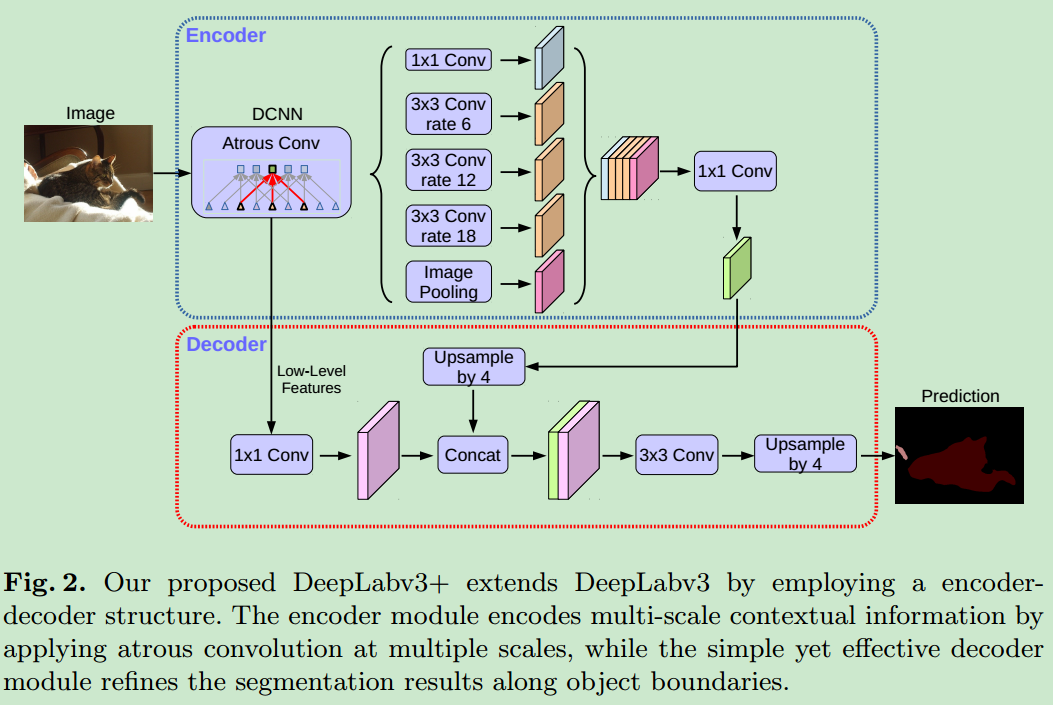 Encoder
Image
DCNN
Atrous Conv
1x1 Conv
3x3 Conv
rate 6
3x3 Conv
rate 12
3x3 Conv
rate 18
Image
Pooling
1x1 Conv
Decoder
Low-Level
Features
Upsample
by 4
1x1 Conv
Concat
3x3 Conv
Upsample
by 4
Prediction
Fig. 2. Our proposed DeepLabv3+ extends DeepLabv3 by employing a encoder-
decoder structure. The encoder module encodes multi-scale contextual information by
applying atrous convolution at multiple scales, while the simple yet effective decoder
module refines the segmentation results along object boundaries.